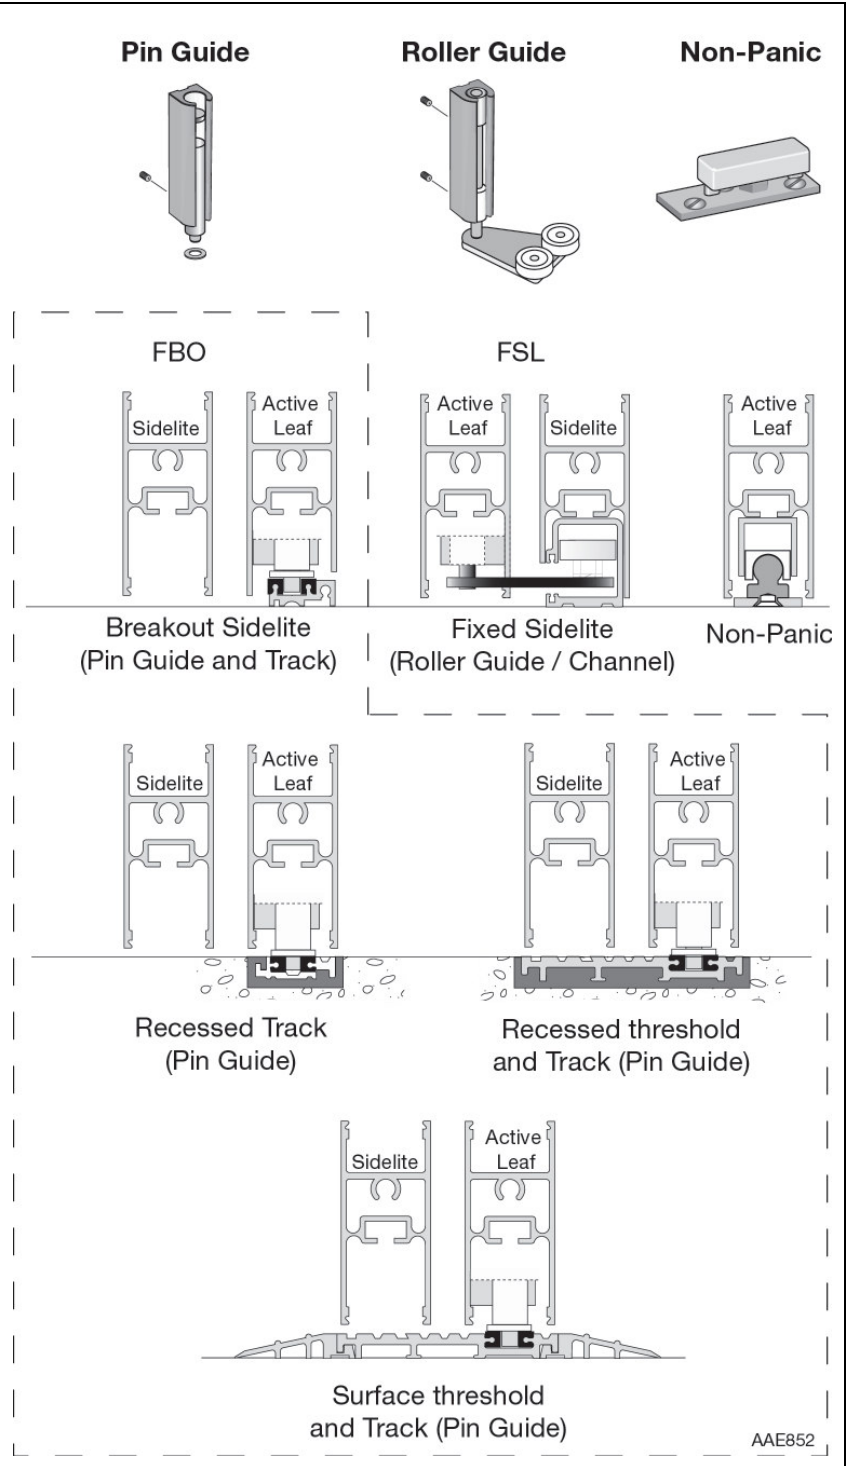 Pin Guide
Roller Guide
Non-Panic
FBO
FSL
Sidelite
Active
Leaf
Active
Leaf
Sidelite
Active
Leaf
Breakout Sidelite
(Pin Guide and Track)
Fixed Sidelite
(Roller Guide / Channel)
Non-Panic
Sidelite
Active
Leaf
Sidelite
Active
Leaf
Recessed Track
(Pin Guide)
Recessed threshold
and Track (Pin Guide)
Sidelite
Active
Leaf
Surface threshold
and Track (Pin Guide)
AAE852